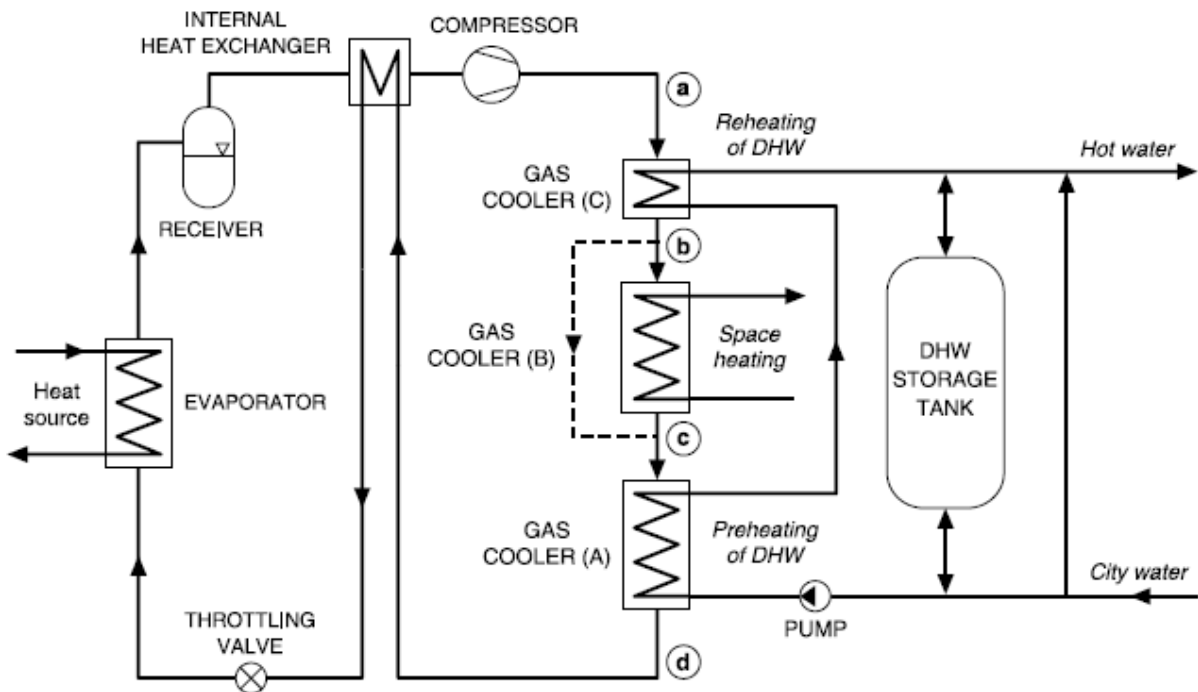 INTERNAL
HEAT EXCHANGER
COMPRESSOR
a
Reheating
of DHW
Hot water
GAS
COOLER (C)
RECEIVER
b
GAS
COOLER (B)
Space
heating
DHW
STORAGE
TANK
Heat
source
EVAPORATOR
c
GAS
COOLER (A)
Preheating
of DHW
City water
THROTTLING
VALVE
PUMP
d